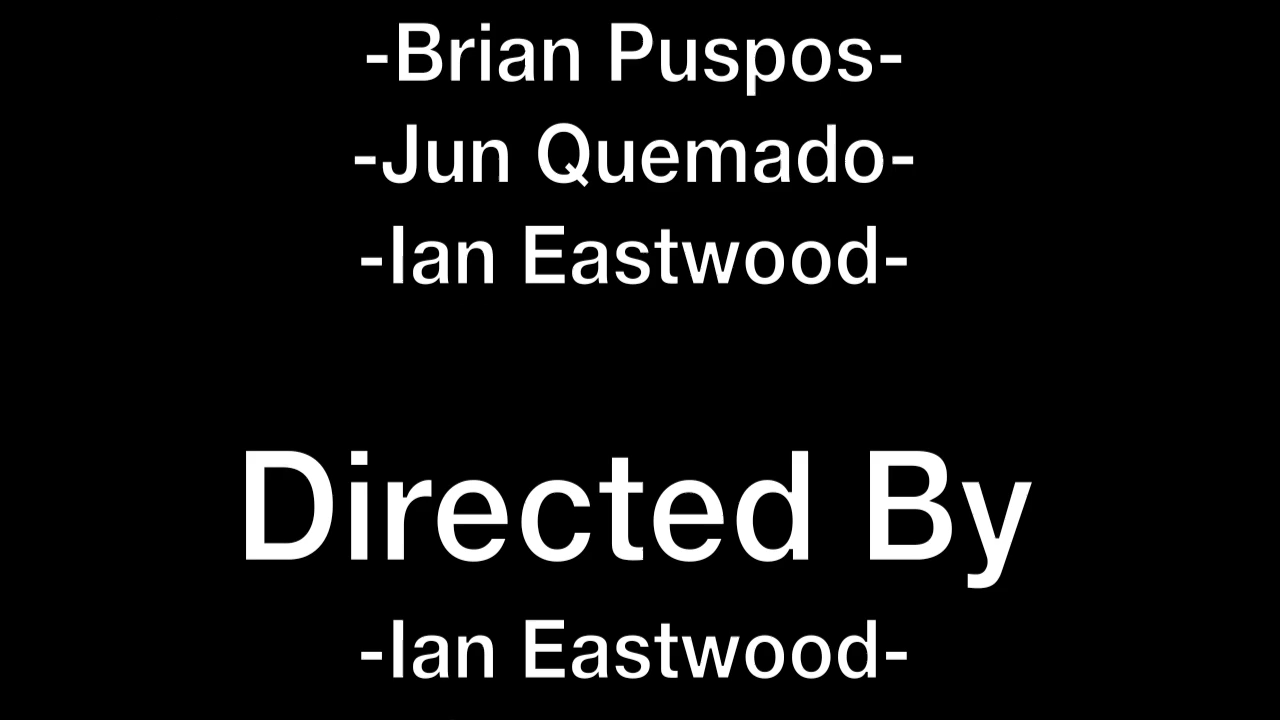 -Brian Puspos-
-Jun Quemado-
-Ian Eastwood-
Directed By
-Ian Eastwood-